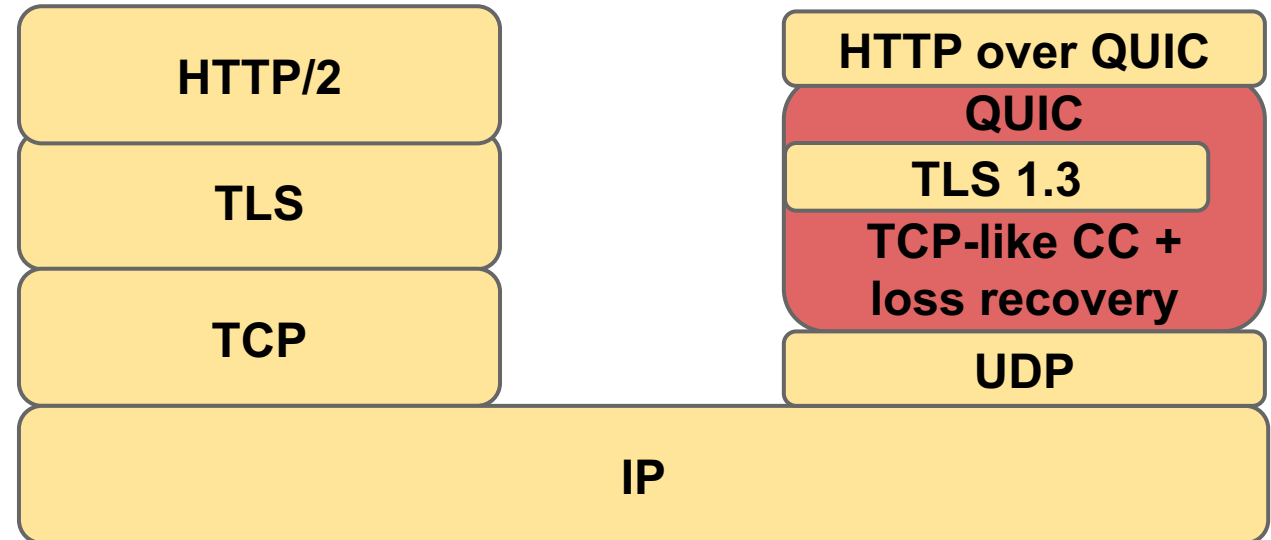 HTTP/2
TLS
TCP
HTTP over QUIC
QUIC
TLS 1.3
TCP-like CC +
loss recovery
UDP
IP